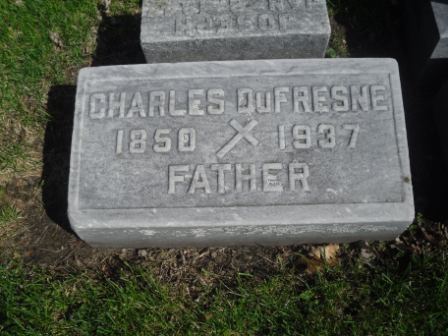 CHARLES DUFRESNE
1850 1937
FATHER